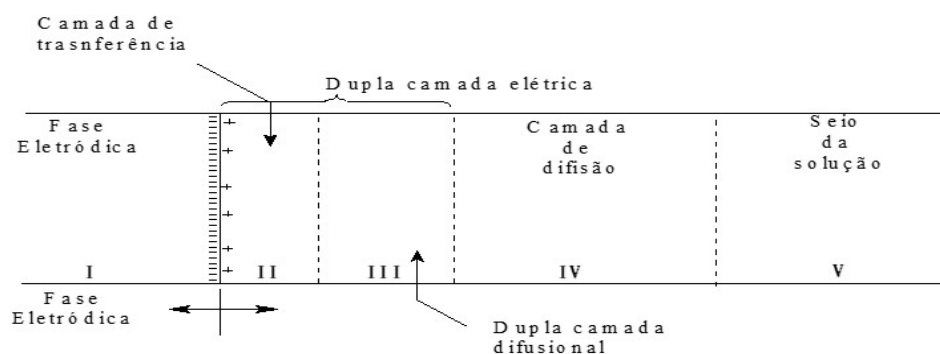 Camada de
trasnferência
Dupla camada elétrica
Fase
Eletródica
Camada
de
difisão
Seio
da
solução
I
II
III
IV
V
Fase
Eletródica
Dupla camada
difusional